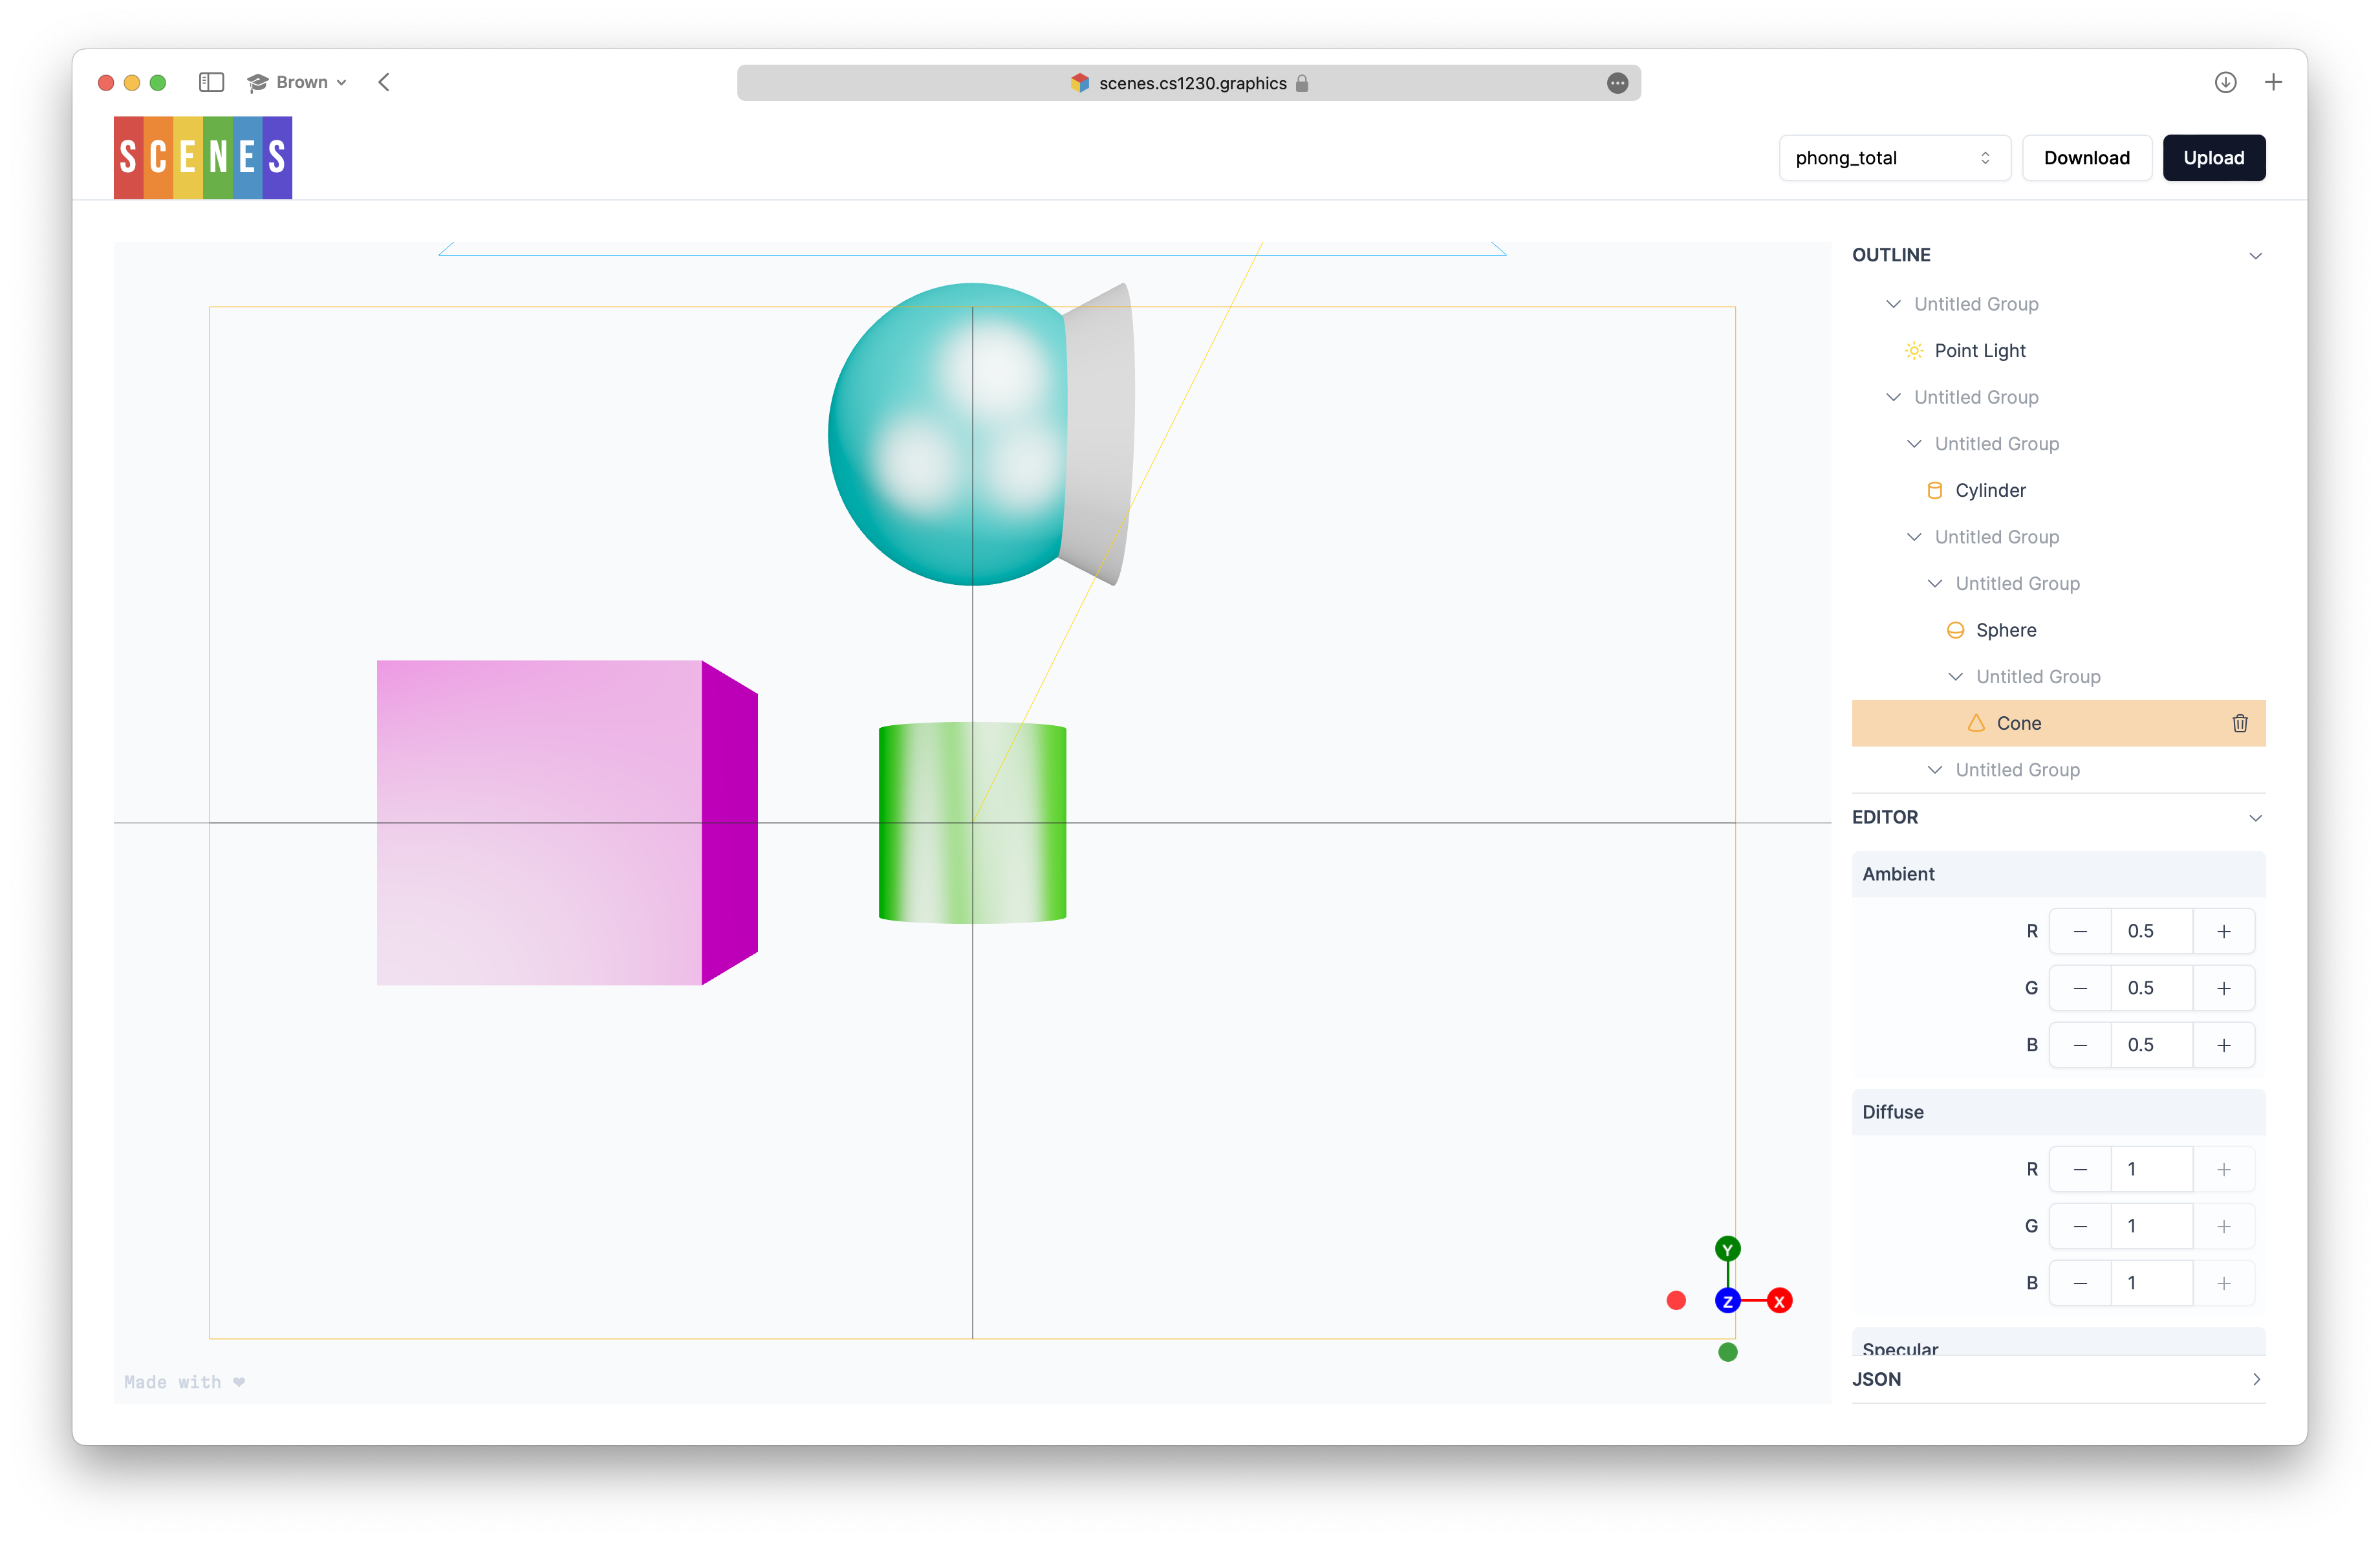 Brown
scenes.cs1230.graphics
SCENES
phong_total
Download
Upload
OUTLINE
Untitled Group
Point Light
Untitled Group
Untitled Group
Cylinder
Untitled Group
Untitled Group
Sphere
Untitled Group
Cone
Untitled Group
EDITOR
Ambient
R 0.5
G 0.5
B 0.5
Diffuse
R 1
G 1
B 1
Specular
JSON
Y
Z X
Made with ❤